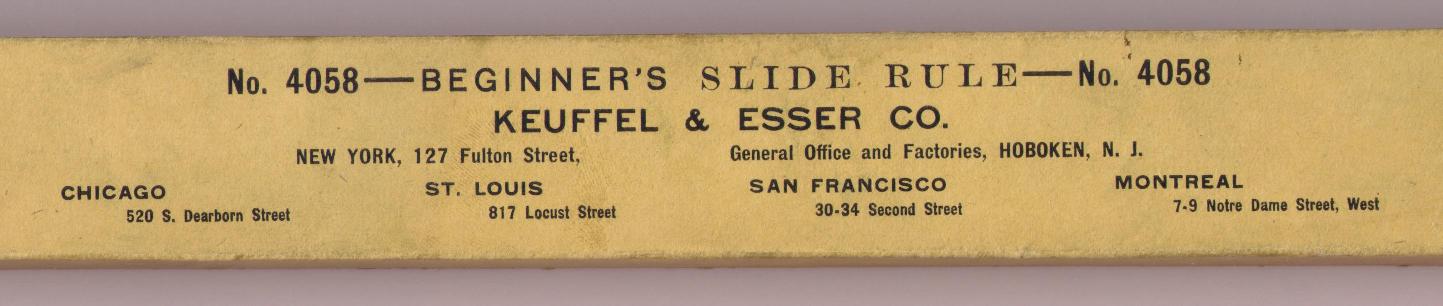 No. 4058—BEGINNER'S SLIDE RULE—No. 4058
KEUFFEL & ESSER CO.
NEW YORK, 127 Fulton Street, General Office and Factories, HOBOKEN, N. J.
CHICAGO ST. LOUIS SAN FRANCISCO MONTREAL
520 S. Dearborn Street 817 Locust Street 30-34 Second Street 7-9 Notre Dame Street, West